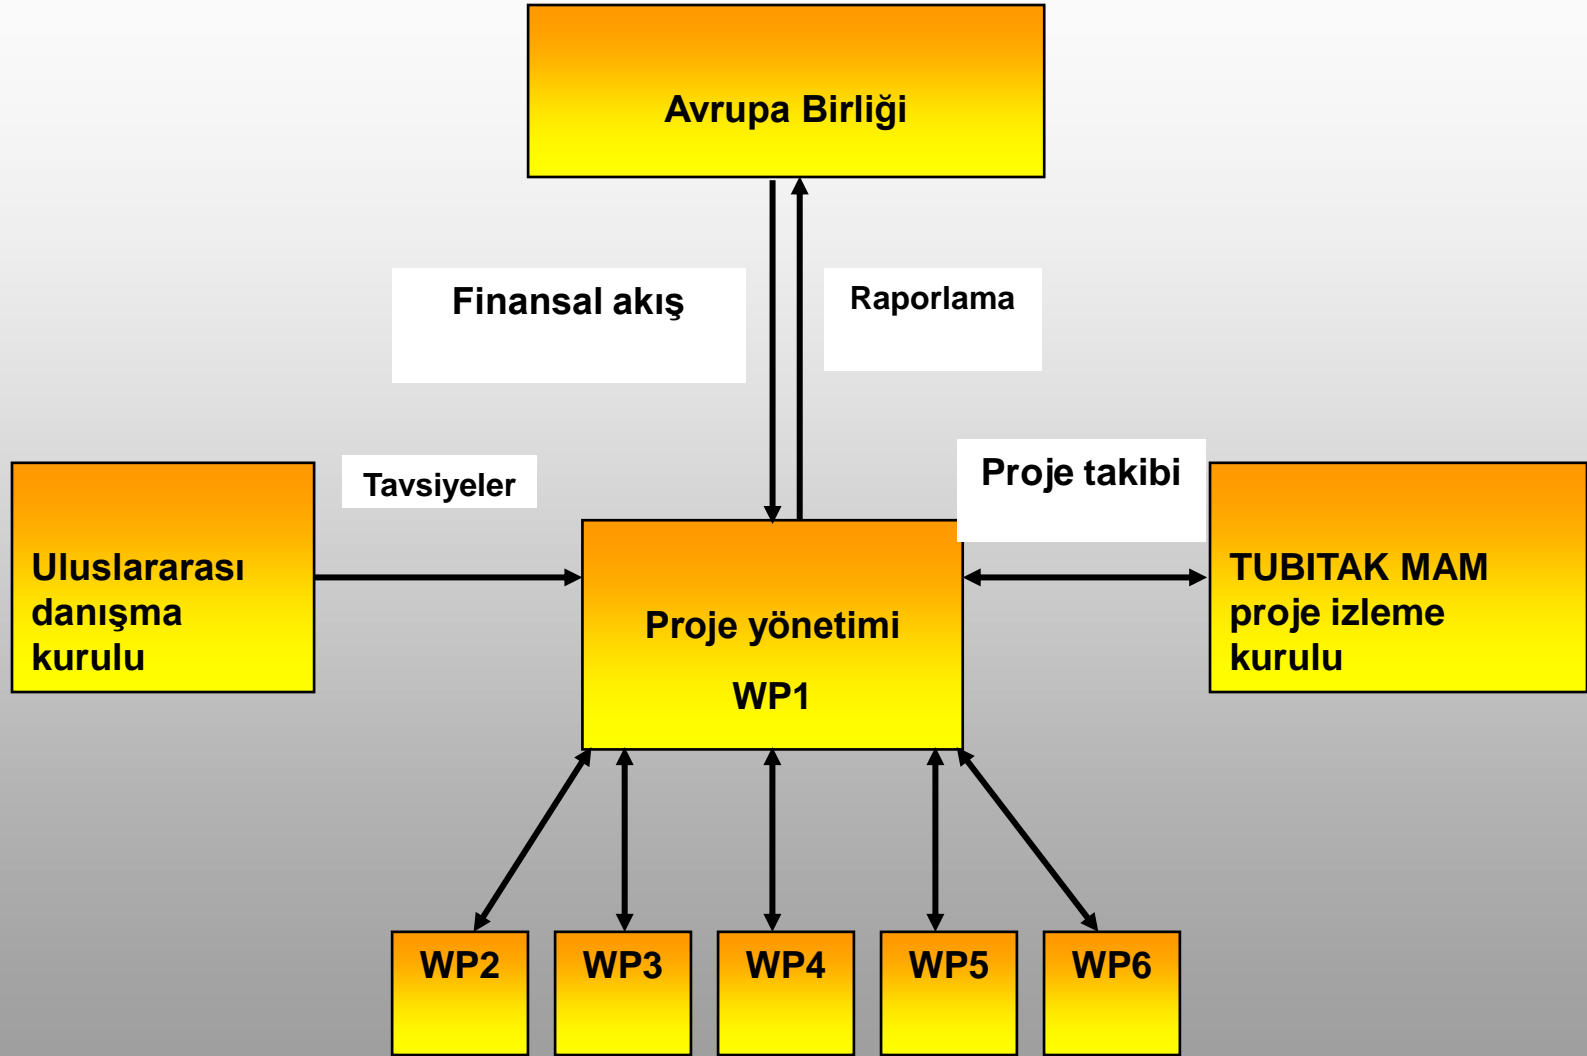 Avrupa Birliği
Finansal akış
Raporlama
Tavsiyeler
Proje takibi
Uluslararası
danışma
kurulu
Proje yönetimi
WP1
TUBITAK MAM
proje izleme
kurulu
WP2
WP3
WP4
WP5
WP6